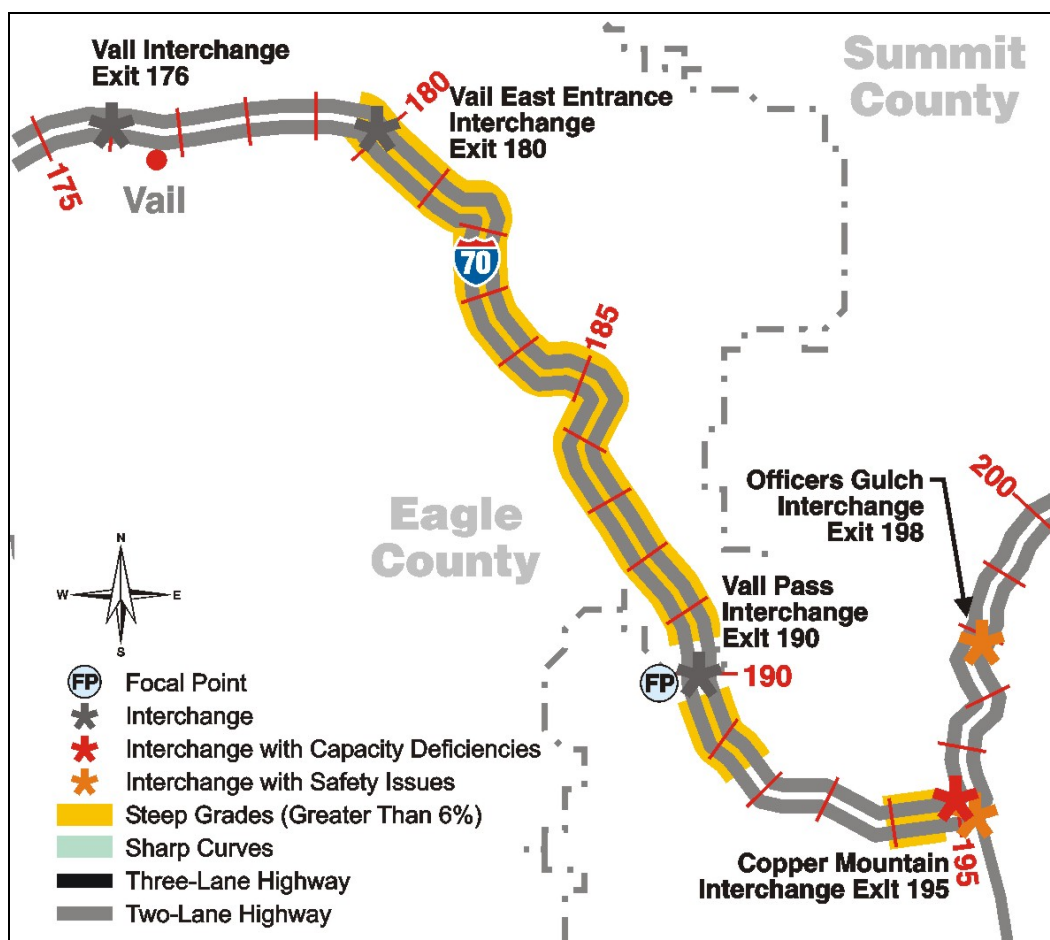 Vail Interchange
Exit 176
180
Vail East Entrance
Interchange
Exit 180
Summit
County
175
Vail
70
185
Officers Gulch
Interchange
Exit 198
200
Eagle
County
Vail Pass
Interchange
Exit 190
190
FP
N
W
E
S
FP
Focal Point
Interchange
Interchange with Capacity Deficiencies
Interchange with Safety Issues
Steep Grades (Greater Than 6%)
Sharp Curves
Three-Lane Highway
Two-Lane Highway
195
Copper Mountain
Interchange Exit 195